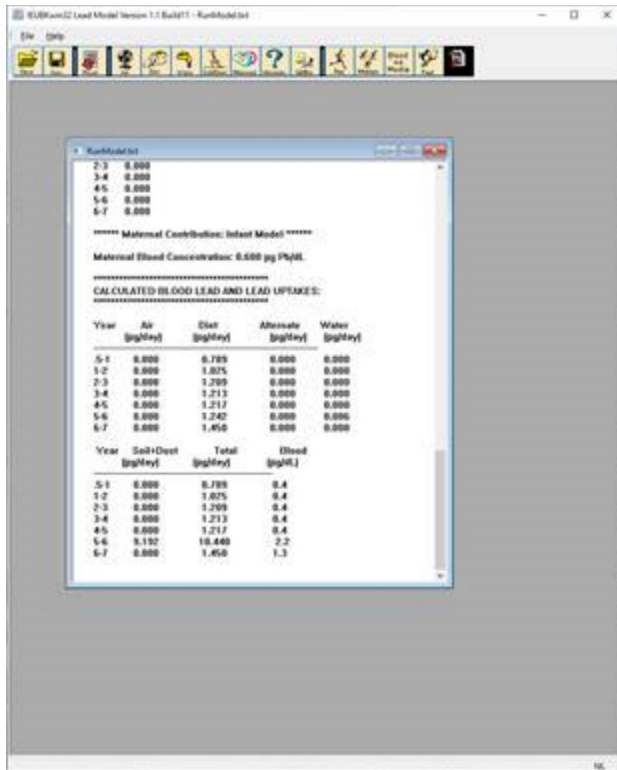 IEUBKwin32 Lead Model Version 1.1 Build11 - RunModel.txt
File Help
Blood
vs
Media
RunModel.txt
2-3 0.000
3-4 0.000
4-5 0.000
5-6 0.000
6-7 0.000
****** Maternal Contribution: Infant Model ******
Maternal Blood Concentration: 0.600 µg Pb/dL
CALCULATED BLOOD LEAD AND LEAD UPTAKES:
Year Air Diet Alternate Water
(µg/day) (µg/day) (µg/day) (µg/day)
.5-1 0.000 0.789 0.000 0.000
1-2 0.000 1.025 0.000 0.000
2-3 0.000 1.209 0.000 0.000
3-4 0.000 1.213 0.000 0.000
4-5 0.000 1.217 0.000 0.000
5-6 0.000 1.242 0.000 0.006
6-7 0.000 1.450 0.000 0.000
Year Soil+Dust Total Blood
(µg/day) (µg/day) (µg/dL)
.5-1 0.000 0.789 0.4
1-2 0.000 1.025 0.4
2-3 0.000 1.209 0.4
3-4 0.000 1.213 0.4
4-5 0.000 1.217 0.4
5-6 9.192 10.440 2.2
6-7 0.000 1.450 1.3